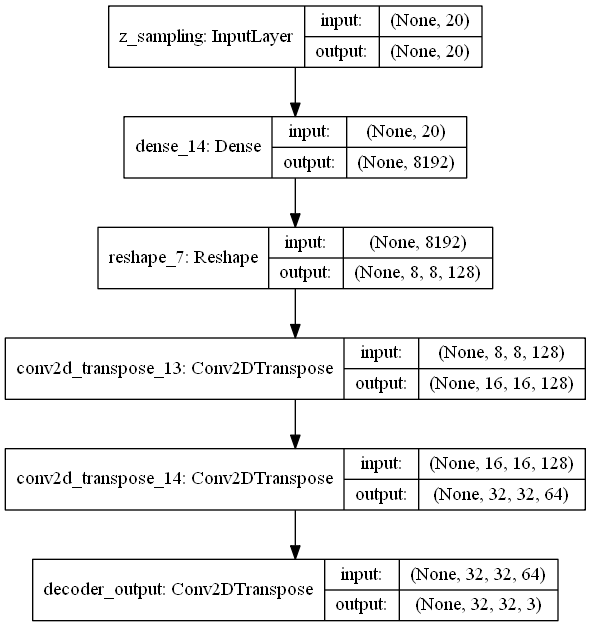 z_sampling: InputLayer
input: (None, 20)
output: (None, 20)
dense_14: Dense
input: (None, 20)
output: (None, 8192)
reshape_7: Reshape
input: (None, 8192)
output: (None, 8, 8, 128)
conv2d_transpose_13: Conv2DTranspose
input: (None, 8, 8, 128)
output: (None, 16, 16, 128)
conv2d_transpose_14: Conv2DTranspose
input: (None, 16, 16, 128)
output: (None, 32, 32, 64)
decoder_output: Conv2DTranspose
input: (None, 32, 32, 64)
output: (None, 32, 32, 3)